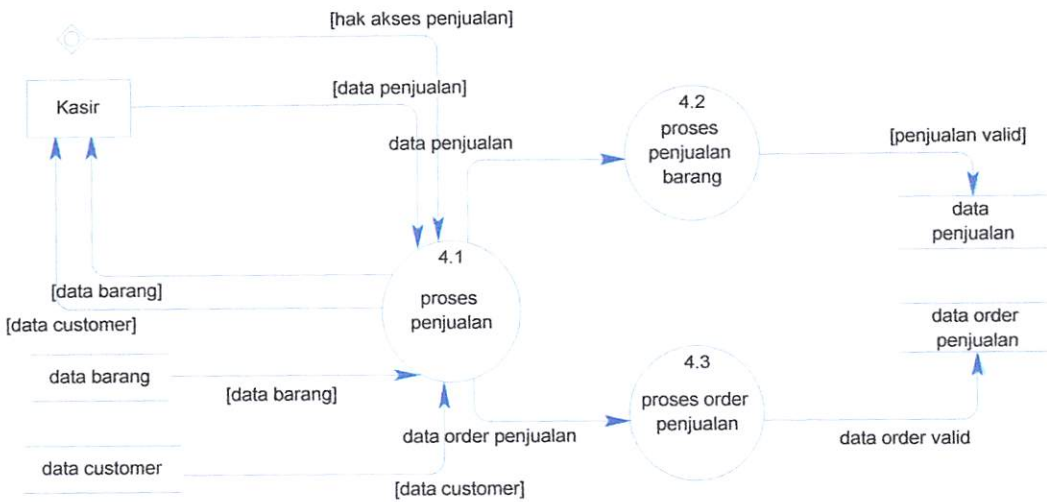 [hak akses penjualan]
Kasir
[data penjualan]
data penjualan
4.2
proses
penjualan
barang
[penjualan valid]
data
penjualan
4.1
proses
penjualan
[data barang]
[data customer]
data order
penjualan
data barang
[data barang]
4.3
proses order
penjualan
data order penjualan
data order valid
data customer
[data customer]